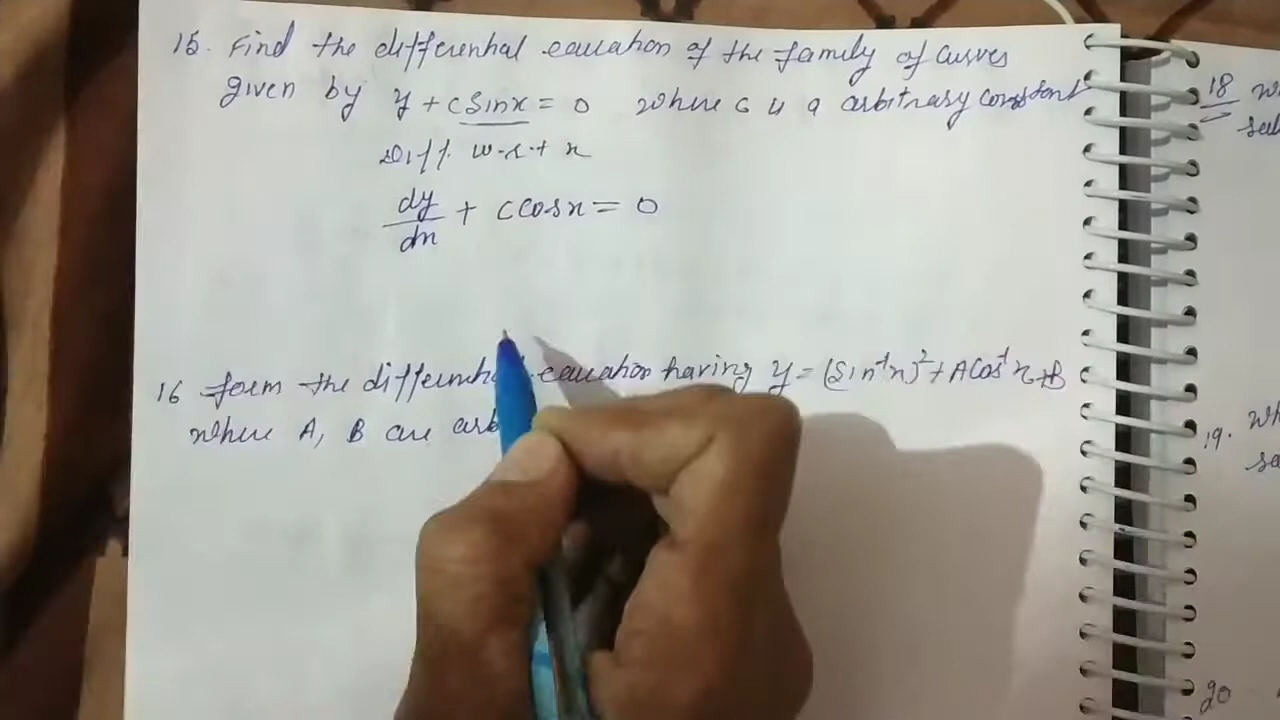 15. Find the differential equation of the family of curves
given by y + c sinx = 0 where c is a arbitrary constant
Diff. w.r.t x
dy/dx + c cosx = 0
16 form the differential equation having y = (Sin⁻¹x)² + A Cos⁻¹x + B
where A, B are arb
18
19.
20